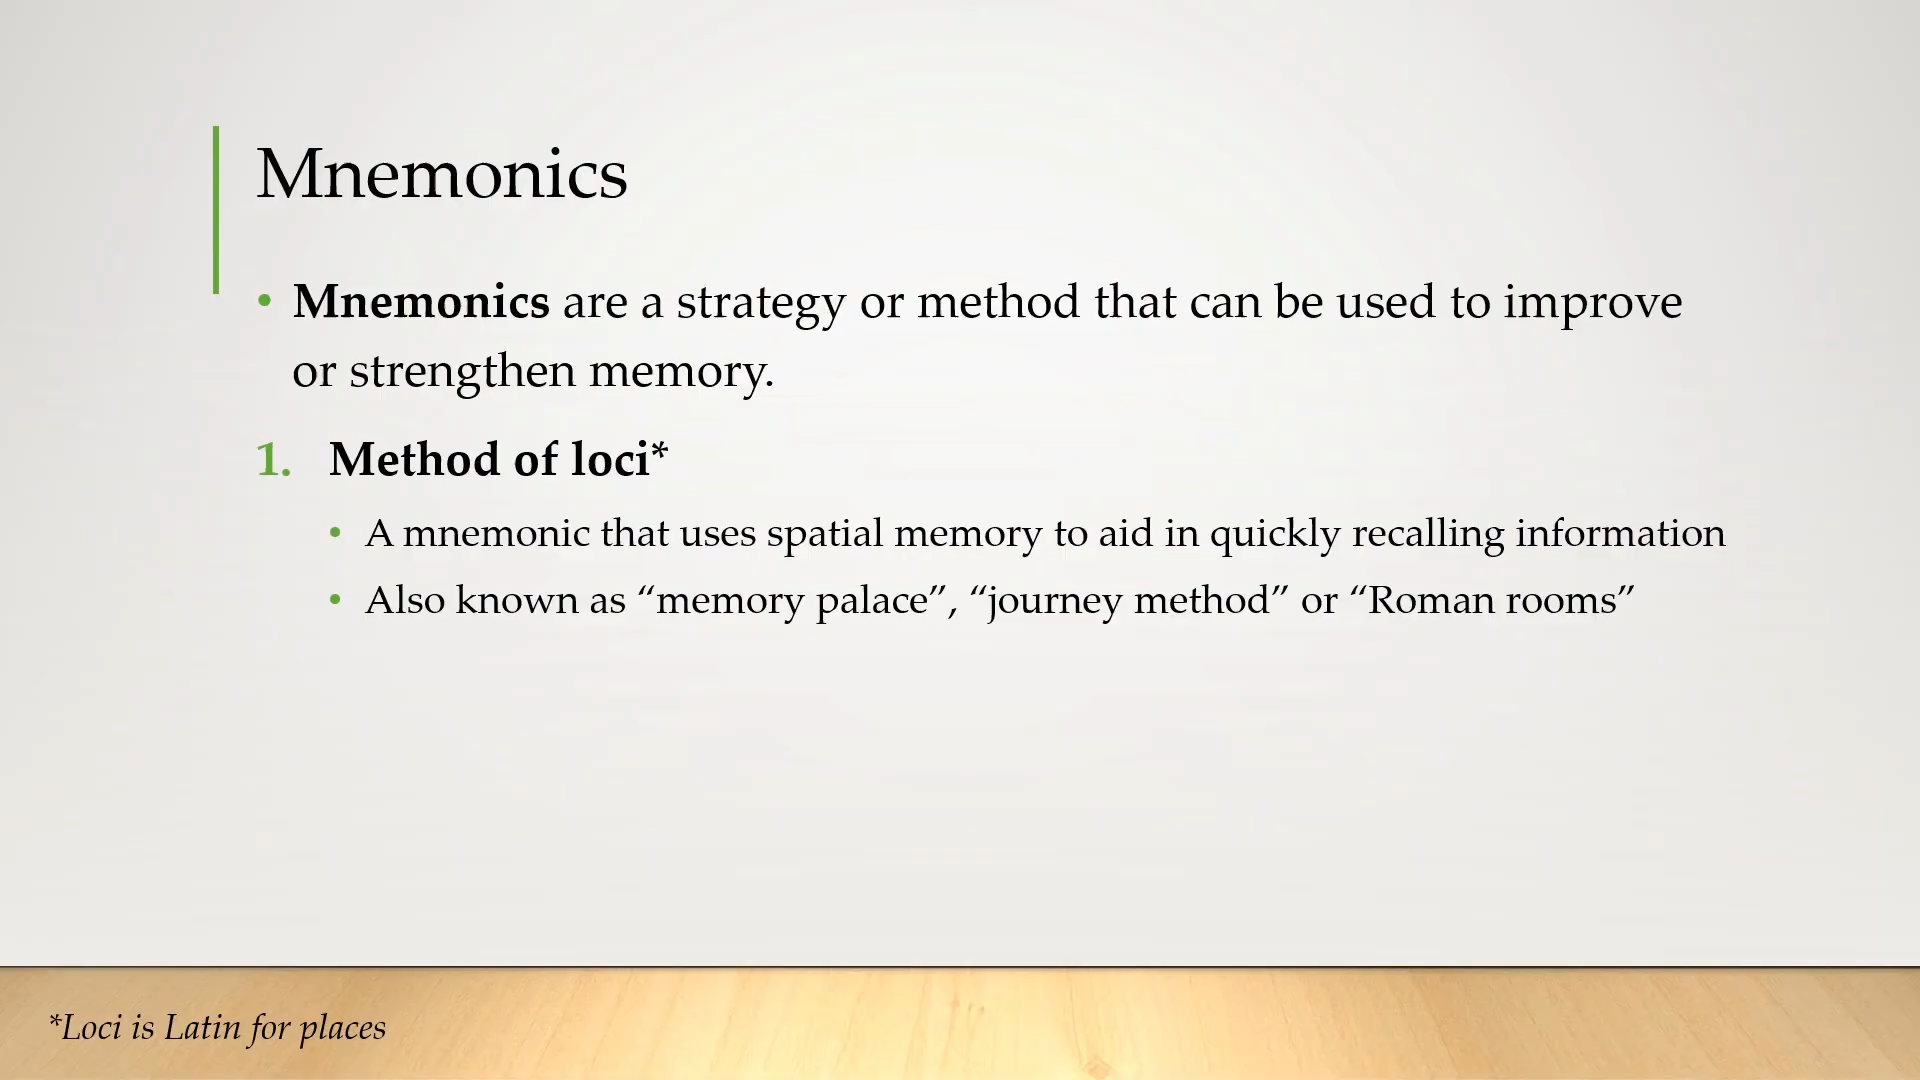 Mnemonics
• Mnemonics are a strategy or method that can be used to improve
or strengthen memory.
1. Method of loci*
• A mnemonic that uses spatial memory to aid in quickly recalling information
• Also known as “memory palace”, “journey method” or “Roman rooms”
*Loci is Latin for places